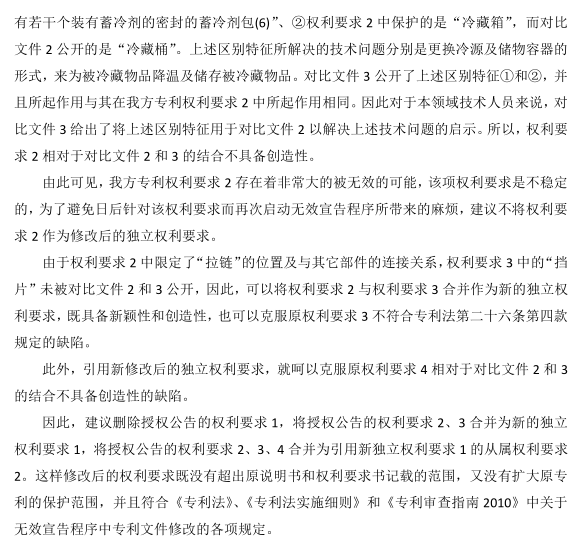 有若干个装有蓄冷剂的密封的蓄冷剂包(6)”、②权利要求 2 中保护的是“冷藏箱”，而对比
文件 2 公开的是“冷藏桶”。上述区别特征所解决的技术问题分别是更换冷源及储物容器的
形式，来为被冷藏物品降温及储存被冷藏物品。对比文件 3 公开了上述区别特征①和②，并
且所起作用与其在我方专利权利要求 2 中所起作用相同。因此对于本领域技术人员来说，对
比文件 3 给出了将上述区别特征用于对比文件 2 以解决上述技术问题的启示。所以，权利要
求 2 相对于对比文件 2 和 3 的结合不具备创造性。
由此可见，我方专利权利要求 2 存在着非常大的被无效的可能，该项权利要求是不稳定
的，为了避免日后针对该权利要求而再次启动无效宣告程序所带来的麻烦，建议不将权利要
求 2 作为修改后的独立权利要求。
由于权利要求 2 中限定了“拉链”的位置及与其它部件的连接关系，权利要求 3 中的“挡
片”未被对比文件 2 和 3 公开，因此，可以将权利要求 2 与权利要求 3 合并作为新的独立权
利要求，既具备新颖性和创造性，也可以克服原权利要求 3 不符合专利法第二十六条第四款
规定的缺陷。
此外，引用新修改后的独立权利要求，就呵以克服原权利要求 4 相对于对比文件 2 和 3
的结合不具备创造性的缺陷。
因此，建议删除授权公告的权利要求 1，将授权公告的权利要求 2、3 合并为新的独立
权利要求 1，将授权公告的权利要求 2、3、4 合并为引用新独立权利要求 1 的从属权利要求
2。这样修改后的权利要求既没有超出原说明书和权利要求书记载的范围，又没有扩大原专
利的保护范围，并且符合《专利法》、《专利法实施细则》和《专利审查指南 2010》中关于
无效宣告程序中专利文件修改的各项规定。